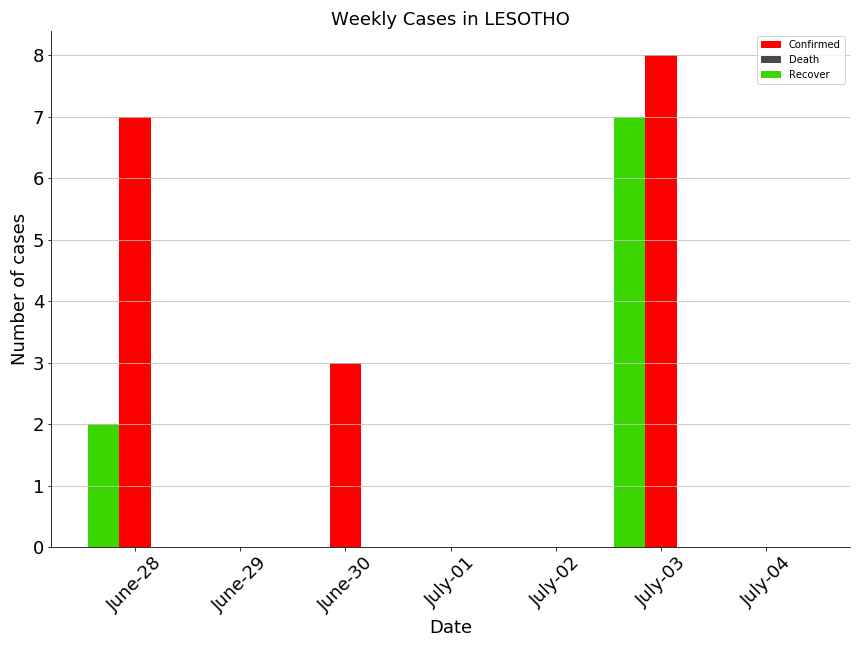 Weekly Cases in LESOTHO
Confirmed
Death
Recover
Number of cases
8
7
6
5
4
3
2
1
0
June-28
June-29
June-30
July-01
July-02
July-03
July-04
Date